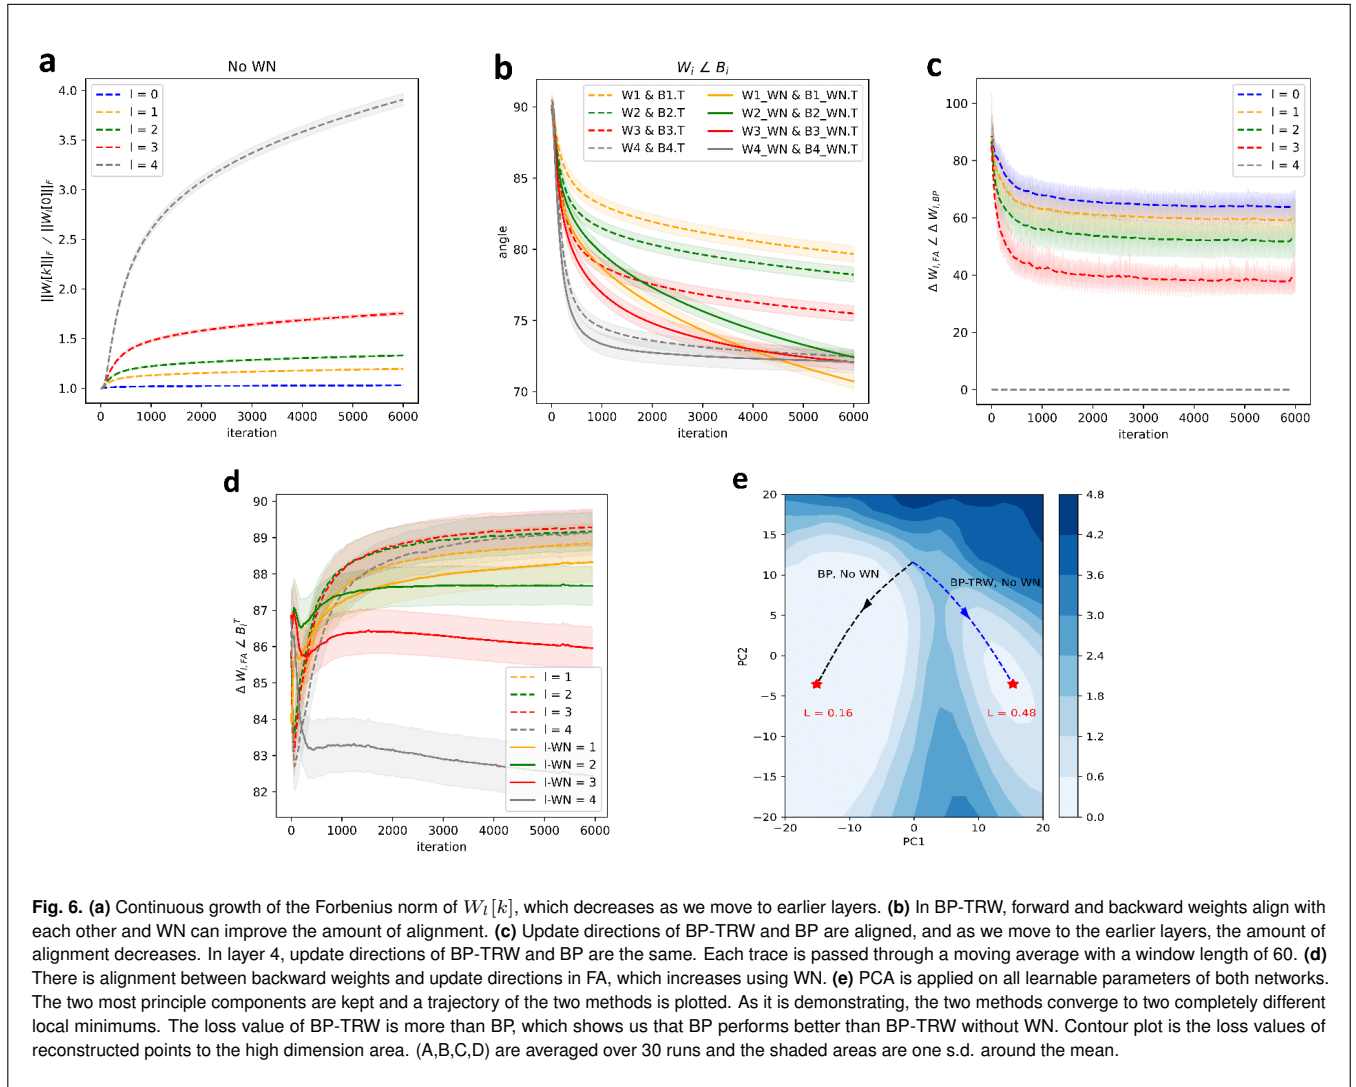 a
No WN
||W_l[k]||_F / ||W_l[0]||_F
4.0
3.5
3.0
2.5
2.0
1.5
1.0
l = 0
l = 1
l = 2
l = 3
l = 4
0 1000 2000 3000 4000 5000 6000
iteration
b
W_i ∠ B_i
angle
90
85
80
75
70
W1 & B1.T
W2 & B2.T
W3 & B3.T
W4 & B4.T
W1_WN & B1_WN.T
W2_WN & B2_WN.T
W3_WN & B3_WN.T
W4_WN & B4_WN.T
0 1000 2000 3000 4000 5000 6000
iteration
c
Δ W_{l,FA} ∠ Δ W_{l,BP}
100
80
60
40
20
0
l = 0
l = 1
l = 2
l = 3
l = 4
0 1000 2000 3000 4000 5000 6000
iteration
d
Δ W_{l,FA} ∠ B_l^T
90
89
88
87
86
85
84
83
82
l = 1
l = 2
l = 3
l = 4
l-WN = 1
l-WN = 2
l-WN = 3
l-WN = 4
0 1000 2000 3000 4000 5000 6000
iteration
e
PC2
20
15
10
5
0
−5
−10
−15
−20
BP, No WN
BP-TRW, No WN
L = 0.16
L = 0.48
−20 −10 0 10 20
PC1
4.8
4.2
3.6
3.0
2.4
1.8
1.2
0.6
0.0
Fig. 6. (a) Continuous growth of the Forbenius norm of W_l[k], which decreases as we move to earlier layers. (b) In BP-TRW, forward and backward weights align with
each other and WN can improve the amount of alignment. (c) Update directions of BP-TRW and BP are aligned, and as we move to the earlier layers, the amount of
alignment decreases. In layer 4, update directions of BP-TRW and BP are the same. Each trace is passed through a moving average with a window length of 60. (d)
There is alignment between backward weights and update directions in FA, which increases using WN. (e) PCA is applied on all learnable parameters of both networks.
The two most principle components are kept and a trajectory of the two methods is plotted. As it is demonstrating, the two methods converge to two completely different
local minimums. The loss value of BP-TRW is more than BP, which shows us that BP performs better than BP-TRW without WN. Contour plot is the loss values of
reconstructed points to the high dimension area. (A,B,C,D) are averaged over 30 runs and the shaded areas are one s.d. around the mean.